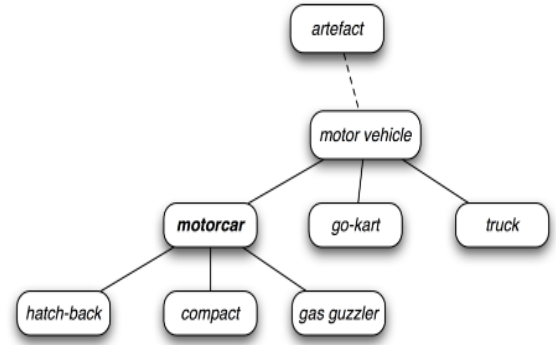 artefact
motor vehicle
motorcar
go-kart
truck
hatch-back
compact
gas guzzler